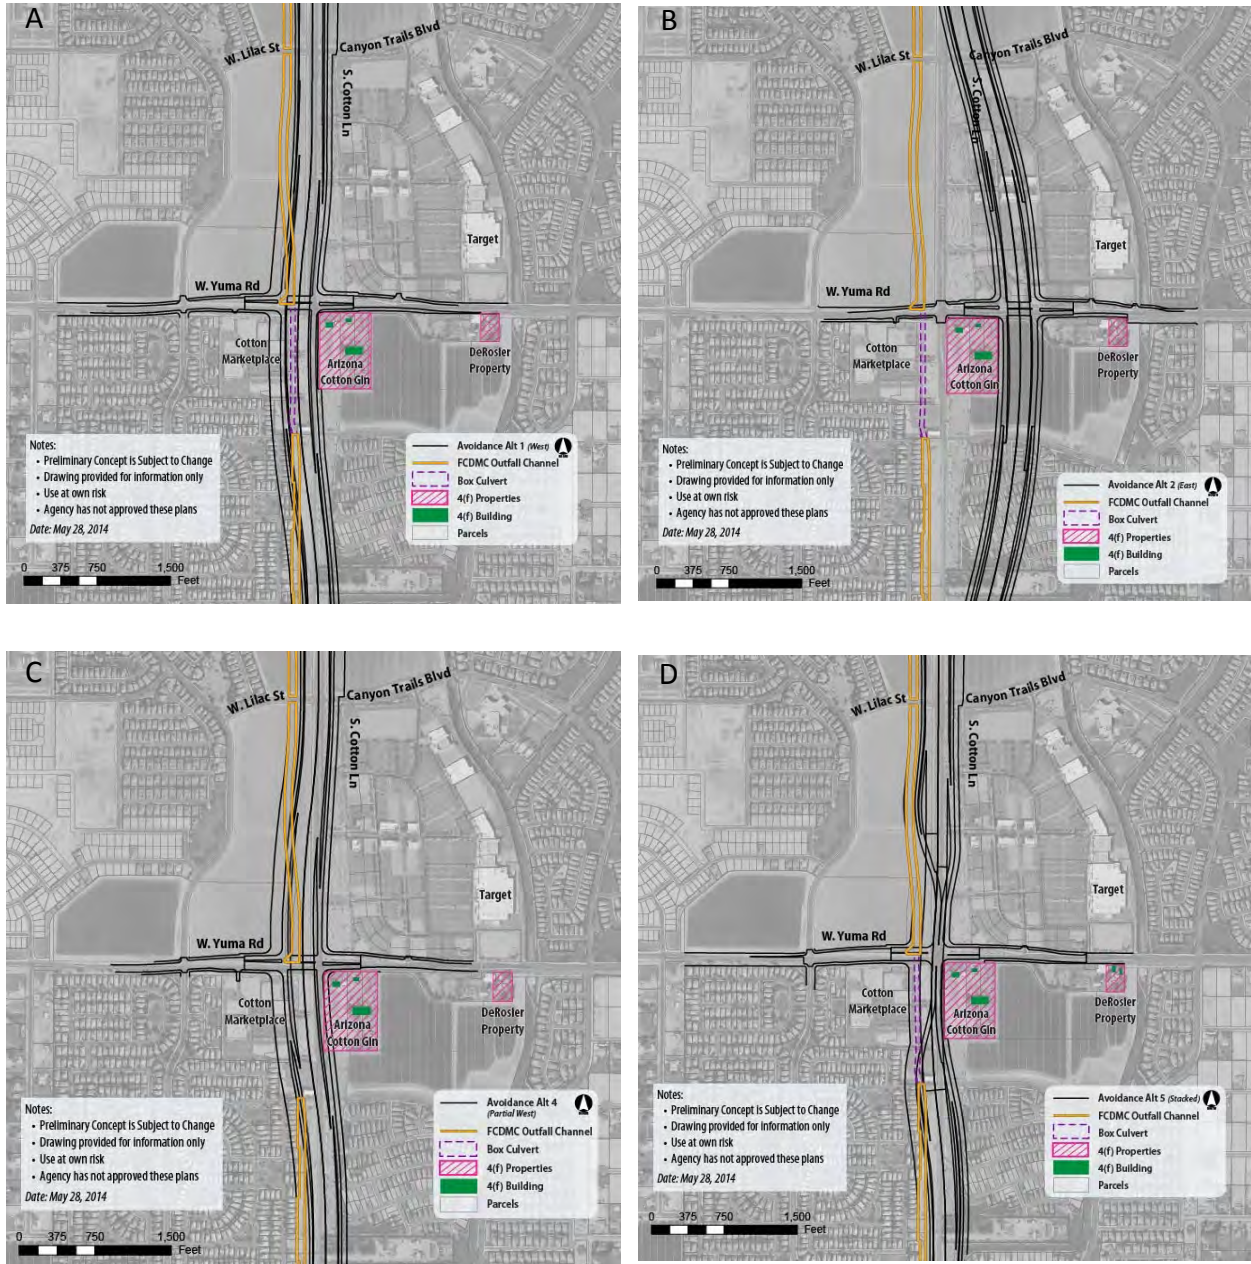 A
W. Lilac St
Canyon Trails Blvd
S. Cotton Ln
Target
W. Yuma Rd
Cotton
Marketplace
Arizona
Cotton Gin
DeRosier
Property
Notes:
• Preliminary Concept is Subject to Change
• Drawing provided for information only
• Use at own risk
• Agency has not approved these plans
Date: May 28, 2014
0 375 750 1,500
Feet
Avoidance Alt 1 (West)
FCDMC Outfall Channel
Box Culvert
4(f) Properties
4(f) Building
Parcels
B
W. Lilac St
Canyon Trails Blvd
S. Cotton Ln
Target
W. Yuma Rd
Cotton
Marketplace
Arizona
Cotton Gin
DeRosier
Property
Notes:
• Preliminary Concept is Subject to Change
• Drawing provided for information only
• Use at own risk
• Agency has not approved these plans
Date: May 28, 2014
0 375 750 1,500
Feet
Avoidance Alt 2 (East)
FCDMC Outfall Channel
Box Culvert
4(f) Properties
4(f) Building
Parcels
C
W. Lilac St
Canyon Trails Blvd
S. Cotton Ln
Target
W. Yuma Rd
Cotton
Marketplace
Arizona
Cotton Gin
DeRosier
Property
Notes:
• Preliminary Concept is Subject to Change
• Drawing provided for information only
• Use at own risk
• Agency has not approved these plans
Date: May 28, 2014
0 375 750 1,500
Feet
Avoidance Alt 4
(Partial West)
FCDMC Outfall Channel
Box Culvert
4(f) Properties
4(f) Building
Parcels
D
W. Lilac St
Canyon Trails Blvd
S. Cotton Ln
Target
W. Yuma Rd
Cotton
Marketplace
Arizona
Cotton Gin
DeRosier
Property
Notes:
• Preliminary Concept is Subject to Change
• Drawing provided for information only
• Use at own risk
• Agency has not approved these plans
Date: May 28, 2014
0 375 750 1,500
Feet
Avoidance Alt 5 (Stacked)
FCDMC Outfall Channel
Box Culvert
4(f) Properties
4(f) Building
Parcels